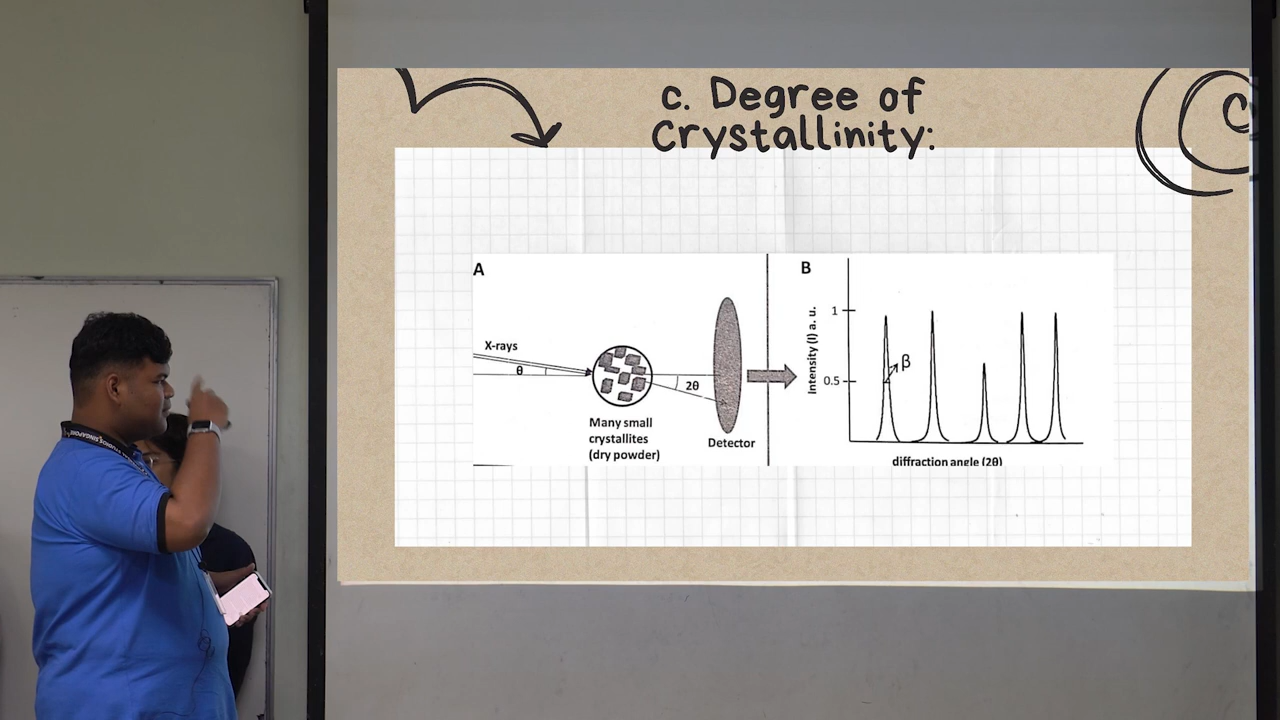 c. Degree of
Crystallinity:
A
X-rays
θ
2θ
Many small
crystallites
(dry powder)
Detector
B
Intensity (I) a. u.
1
0.5
β
diffraction angle (2θ)